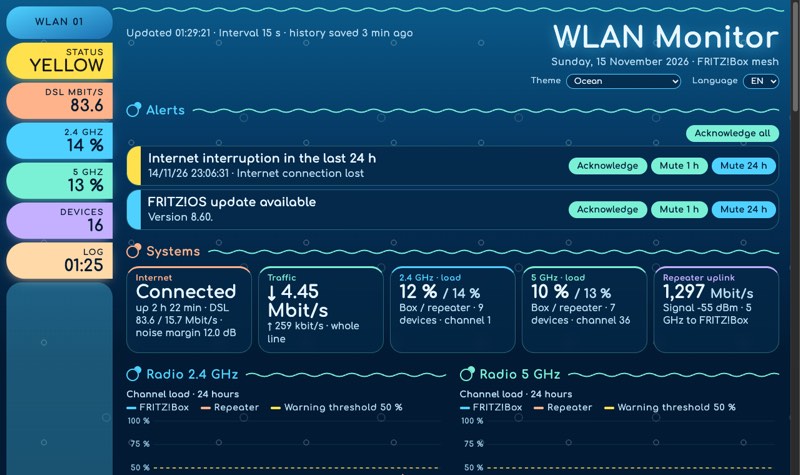 WLAN 01
STATUS
YELLOW
DSL MBIT/S
83.6
2.4 GHZ
14 %
5 GHZ
13 %
DEVICES
16
LOG
01:25
Updated 01:29:21 · Interval 15 s · history saved 3 min ago
WLAN Monitor
Sunday, 15 November 2026 · FRITZ!Box mesh
Theme Ocean Language EN
Alerts
Acknowledge all
Internet interruption in the last 24 h
14/11/26 23:06:31 · Internet connection lost
Acknowledge Mute 1 h Mute 24 h
FRITZ!OS update available
Version 8.60.
Acknowledge Mute 1 h Mute 24 h
Systems
Internet
Connected
up 2 h 22 min · DSL
83.6 / 15.7 Mbit/s ·
noise margin 12.0 dB
Traffic
↓ 4.45
Mbit/s
↑ 259 kbit/s · whole
line
2.4 GHz · load
12 % / 14 %
Box / repeater · 9
devices · channel 1
5 GHz · load
10 % / 13 %
Box / repeater · 7
devices · channel 36
Repeater uplink
1,297 Mbit/s
Signal -55 dBm · 5
GHz to FRITZ!Box
Radio 2.4 GHz
Channel load · 24 hours
FRITZ!Box Repeater Warning threshold 50 %
100 %
75 %
50 %
Radio 5 GHz
Channel load · 24 hours
FRITZ!Box Repeater Warning threshold 50 %
100 %
75 %
50 %